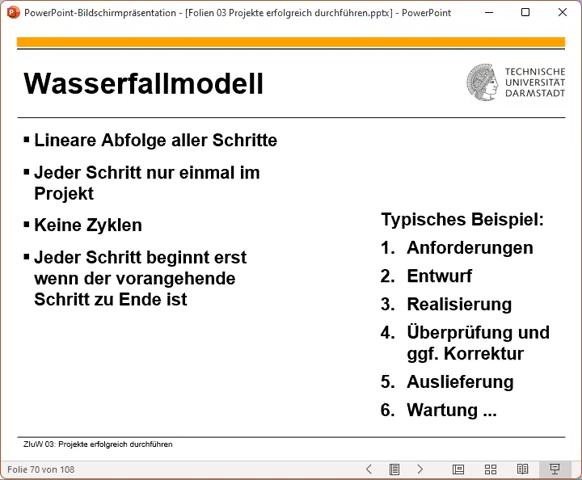 PowerPoint-Bildschirmpräsentation - [Folien 03 Projekte erfolgreich durchführen.pptx] - PowerPoint
Wasserfallmodell
TECHNISCHE
UNIVERSITÄT
DARMSTADT
▪ Lineare Abfolge aller Schritte
▪ Jeder Schritt nur einmal im
Projekt
▪ Keine Zyklen
▪ Jeder Schritt beginnt erst
wenn der vorangehende
Schritt zu Ende ist
Typisches Beispiel:
1. Anforderungen
2. Entwurf
3. Realisierung
4. Überprüfung und
ggf. Korrektur
5. Auslieferung
6. Wartung ...
ZIuW 03: Projekte erfolgreich durchführen
Folie 70 von 108